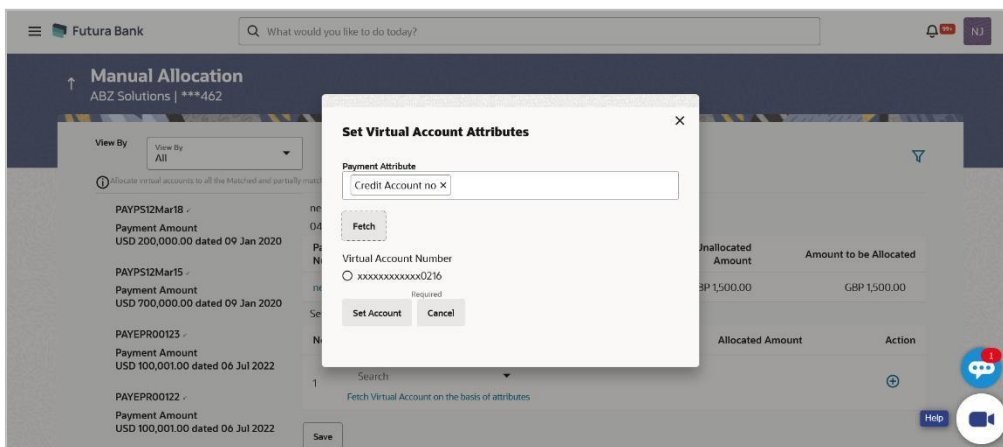 Futura Bank
What would you like to do today?
99+
NJ
Manual Allocation
ABZ Solutions | ***462
View By
View By
All
Allocate virtual accounts to all the Matched and partially
PAYPS12Mar18
Payment Amount
USD 200,000.00 dated 09 Jan 2020
PAYPS12Mar15
Payment Amount
USD 700,000.00 dated 09 Jan 2020
PAYEPR00123
Payment Amount
USD 100,001.00 dated 06 Jul 2022
PAYEPR00122
Payment Amount
USD 100,001.00 dated 06 Jul 2022
Set Virtual Account Attributes
×
Payment Attribute
Credit Account no ×
Fetch
Virtual Account Number
xxxxxxxxxxxx0216
Required
Set Account Cancel
Unallocated
Amount
Amount to be Allocated
1,500.00
GBP 1,500.00
Allocated Amount
Action
1
Search
Fetch Virtual Account on the basis of attributes
Save
1
Help